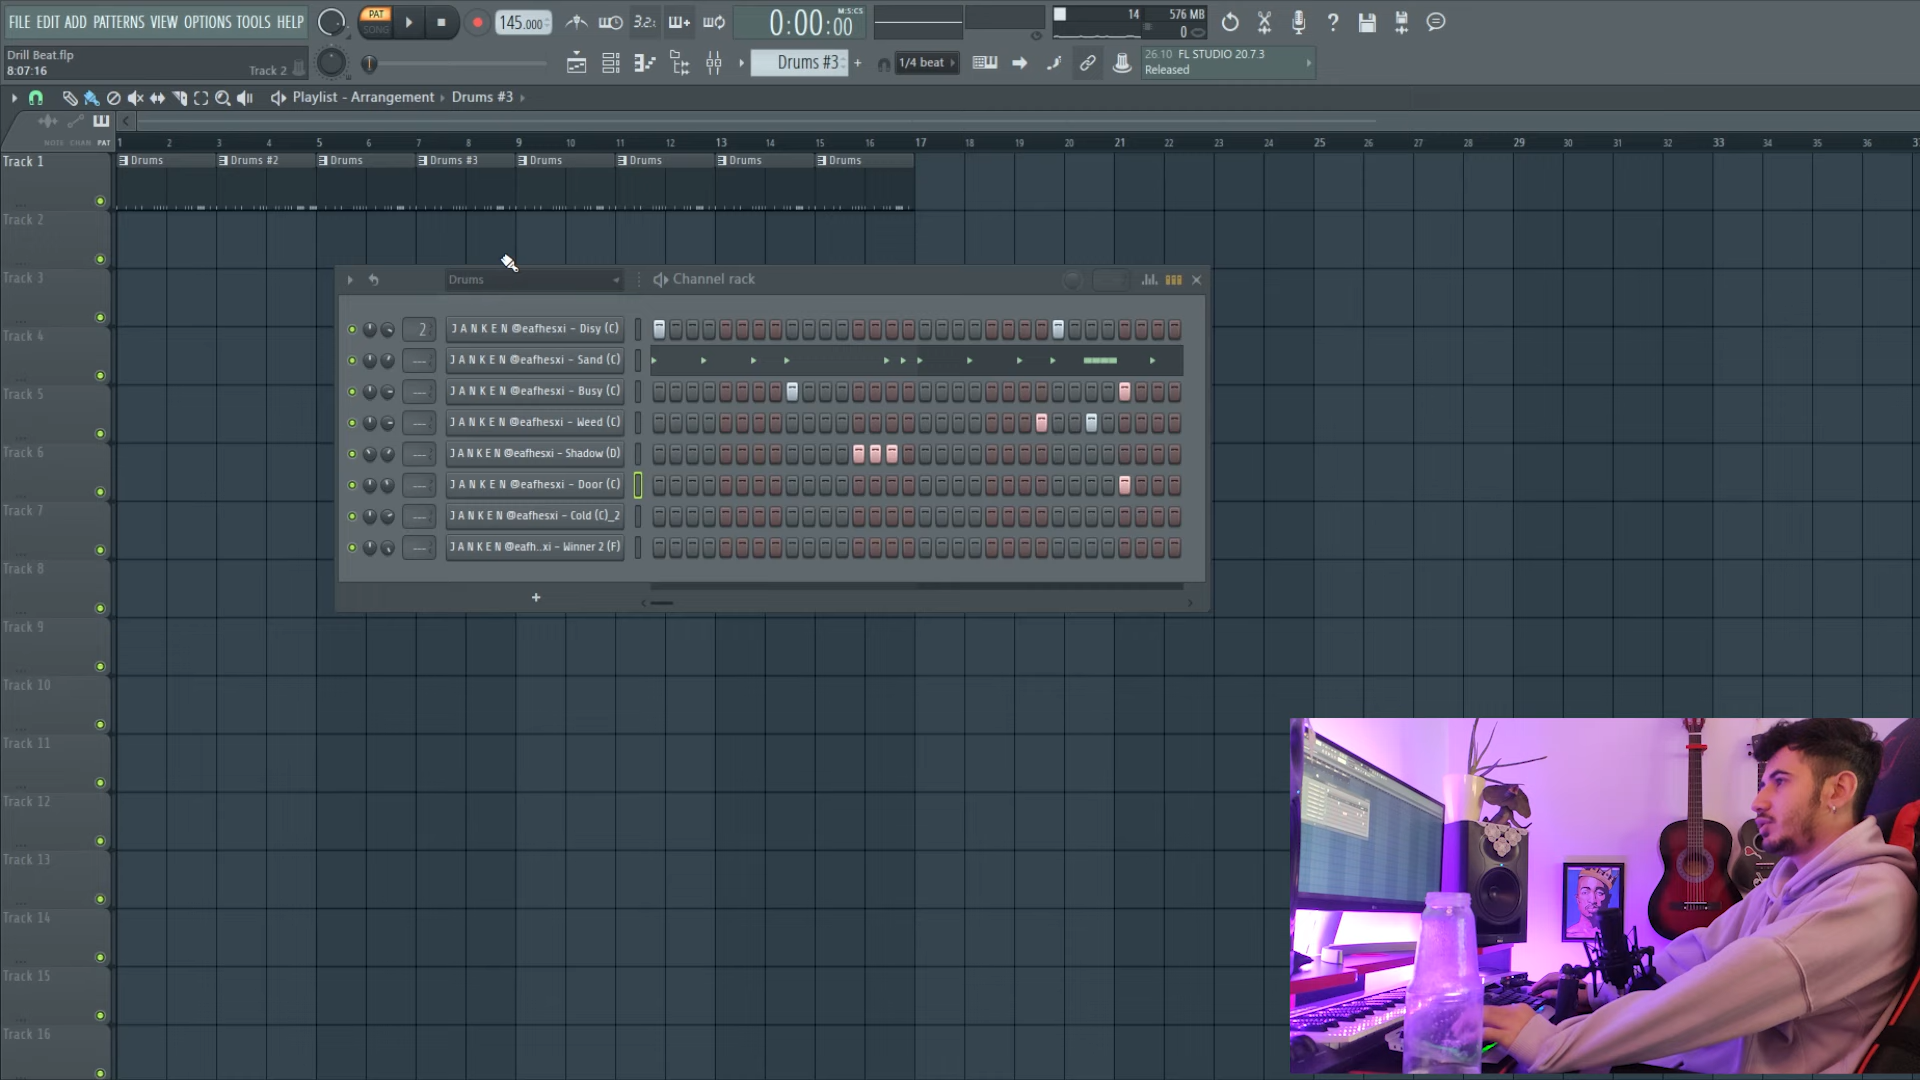 FILE EDIT ADD PATTERNS VIEW OPTIONS TOOLS HELP
PAT
SONG
145.000
3.2.
0:00:00
M:S:CS
14
576 MB
0
Drill Beat.flp
8:07:16
Track 2
Drums #3
1/4 beat
26.10 FL STUDIO 20.7.3
Released
Playlist - Arrangement
Drums #3
NOTE CHAN PAT
1 2 3 4 5 6 7 8 9 10 11 12 13 14 15 16 17 18 19 20 21 22 23 24 25 26 27 28 29 30 31 32 33 34 35 36
Track 1
Drums
Drums #2
Drums
Drums #3
Drums
Drums
Drums
Drums
Track 2
Track 3
Track 4
Track 5
Track 6
Track 7
Track 8
Track 9
Track 10
Track 11
Track 12
Track 13
Track 14
Track 15
Track 16
Drums
Channel rack
2
J A N K E N @eafhesxi - Disy (C)
J A N K E N @eafhesxi - Sand (C)
J A N K E N @eafhesxi - Busy (C)
J A N K E N @eafhesxi - Weed (C)
J A N K E N @eafhesxi - Shadow (D)
J A N K E N @eafhesxi - Door (C)
J A N K E N @eafhesxi - Cold (C)_2
J A N K E N @eafh..xi - Winner 2 (F)